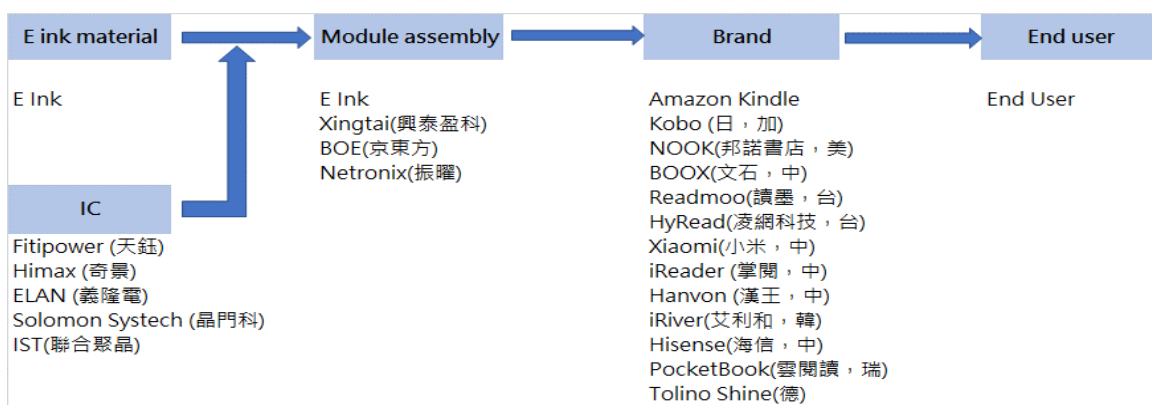 E ink material
Module assembly
Brand
End user
E Ink
E Ink
Xingtai(興泰盈科)
BOE(京東方)
Netronix(振曜)
Amazon Kindle
Kobo (日，加)
NOOK(邦諾書店，美)
BOOX(文石，中)
Readmoo(讀墨，台)
HyRead(凌網科技，台)
Xiaomi(小米，中)
iReader (掌閱，中)
Hanvon (漢王，中)
iRiver(艾利和，韓)
Hisense(海信，中)
PocketBook(雲閱讀，瑞)
Tolino Shine(德)
End User
IC
Fitipower (天鈺)
Himax (奇景)
ELAN (義隆電)
Solomon Systech (晶門科)
IST(聯合聚晶)